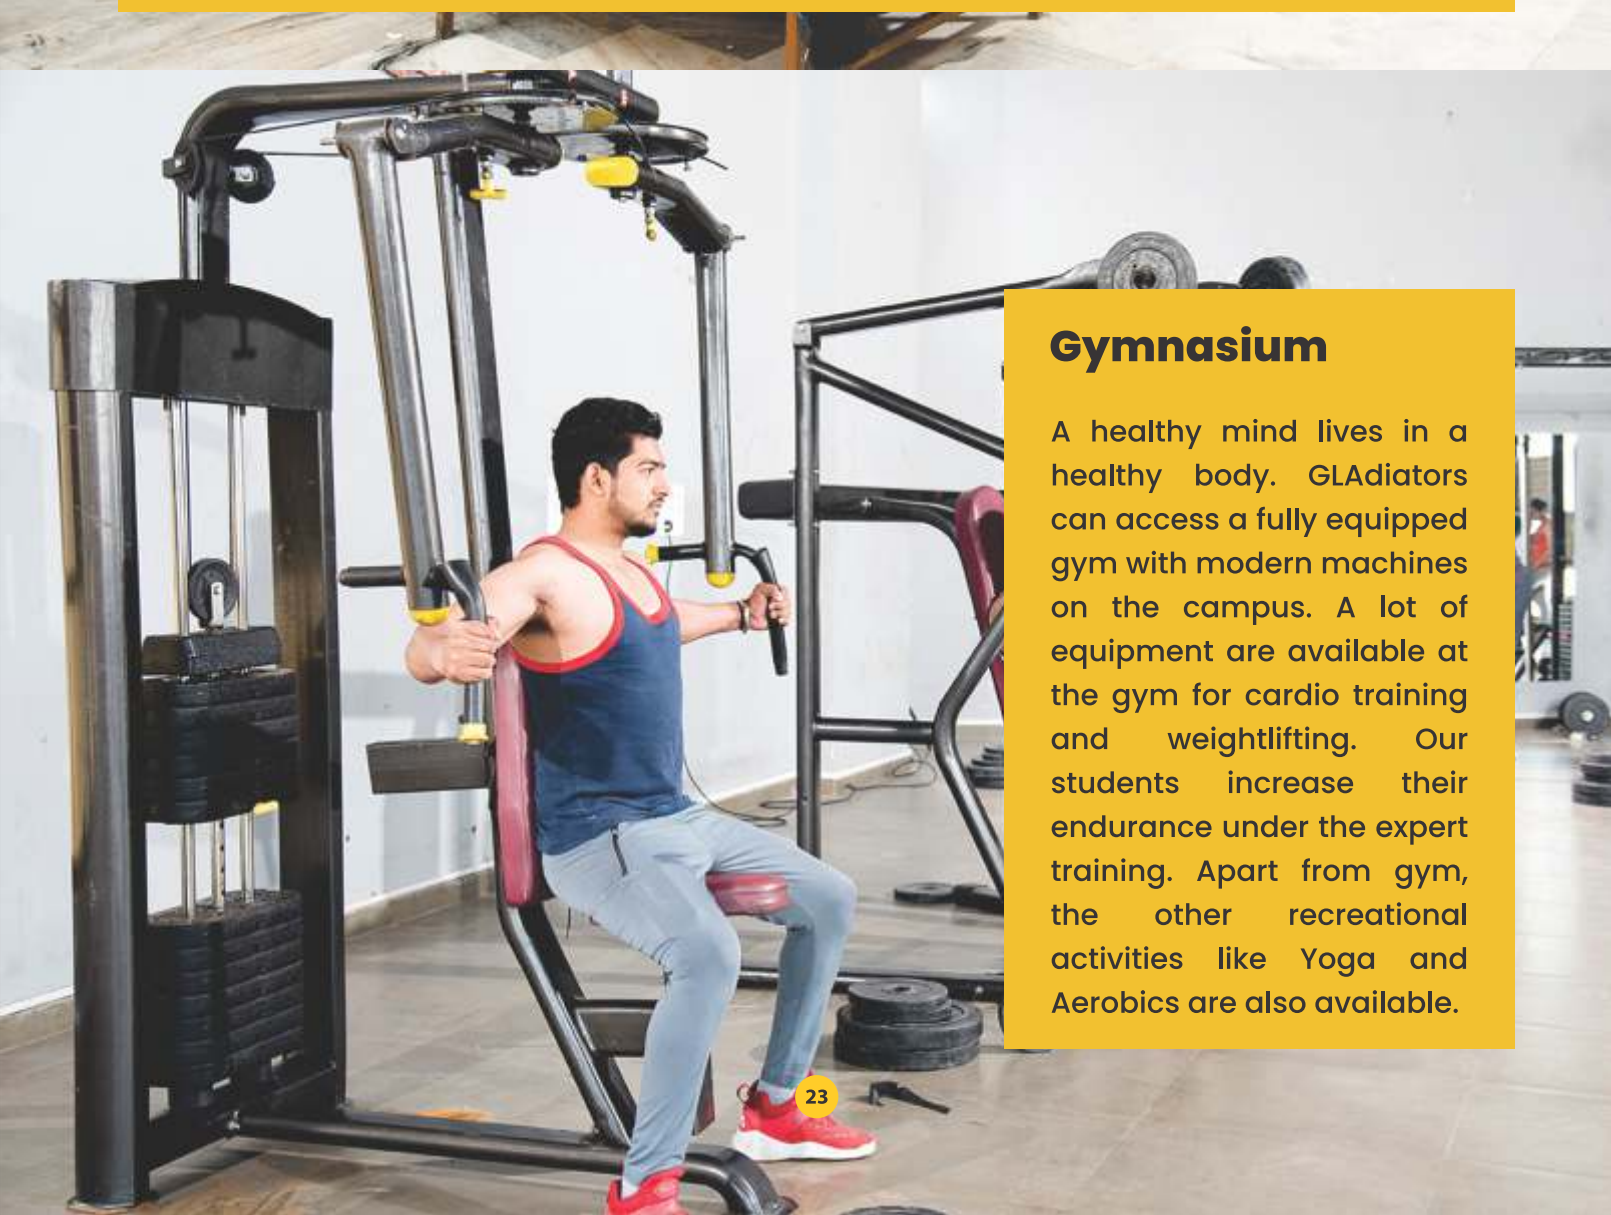 Gymnasium
A healthy mind lives in a
healthy body. GLAdiators
can access a fully equipped
gym with modern machines
on the campus. A lot of
equipment are available at
the gym for cardio training
and weightlifting. Our
students increase their
endurance under the expert
training. Apart from gym,
the other recreational
activities like Yoga and
Aerobics are also available.
23